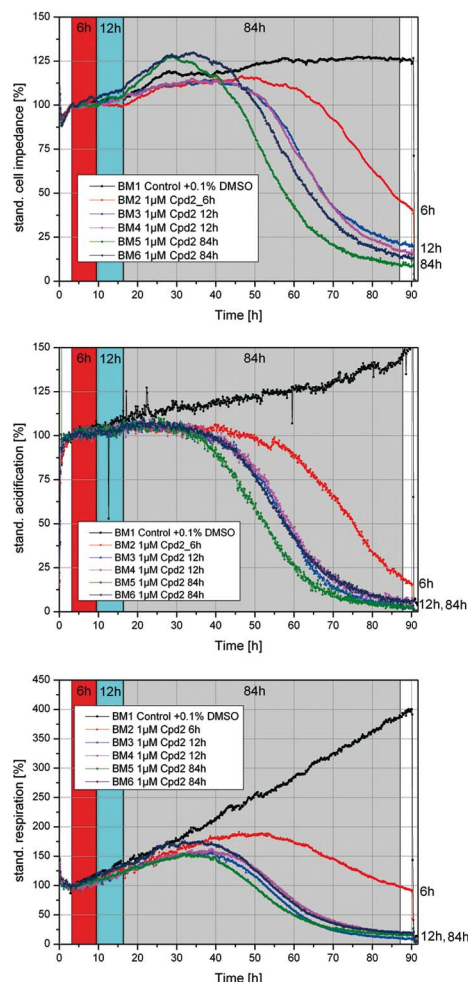 150
125
100
75
50
25
0
stand. cell impedance [%]
6h
12h
84h
BM1 Control +0.1% DMSO
BM2 1µM Cpd2_6h
BM3 1µM Cpd2 12h
BM4 1µM Cpd2 12h
BM5 1µM Cpd2 84h
BM6 1µM Cpd2 84h
6h
12h
84h
0 10 20 30 40 50 60 70 80 90
Time [h]
150
125
100
75
50
25
0
stand. acidification [%]
6h
12h
84h
BM1 Control +0.1% DMSO
BM2 1µM Cpd2_6h
BM3 1µM Cpd2 12h
BM4 1µM Cpd2 12h
BM5 1µM Cpd2 84h
BM6 1µM Cpd2 84h
6h
12h, 84h
0 10 20 30 40 50 60 70 80 90
Time [h]
450
400
350
300
250
200
150
100
50
0
stand. respiration [%]
6h
12h
84h
BM1 Control +0.1% DMSO
BM2 1µM Cpd2 6h
BM3 1µM Cpd2 12h
BM4 1µM Cpd2 12h
BM5 1µM Cpd2 84h
BM6 1µM Cpd2 84h
6h
12h, 84h
0 10 20 30 40 50 60 70 80 90
Time [h]